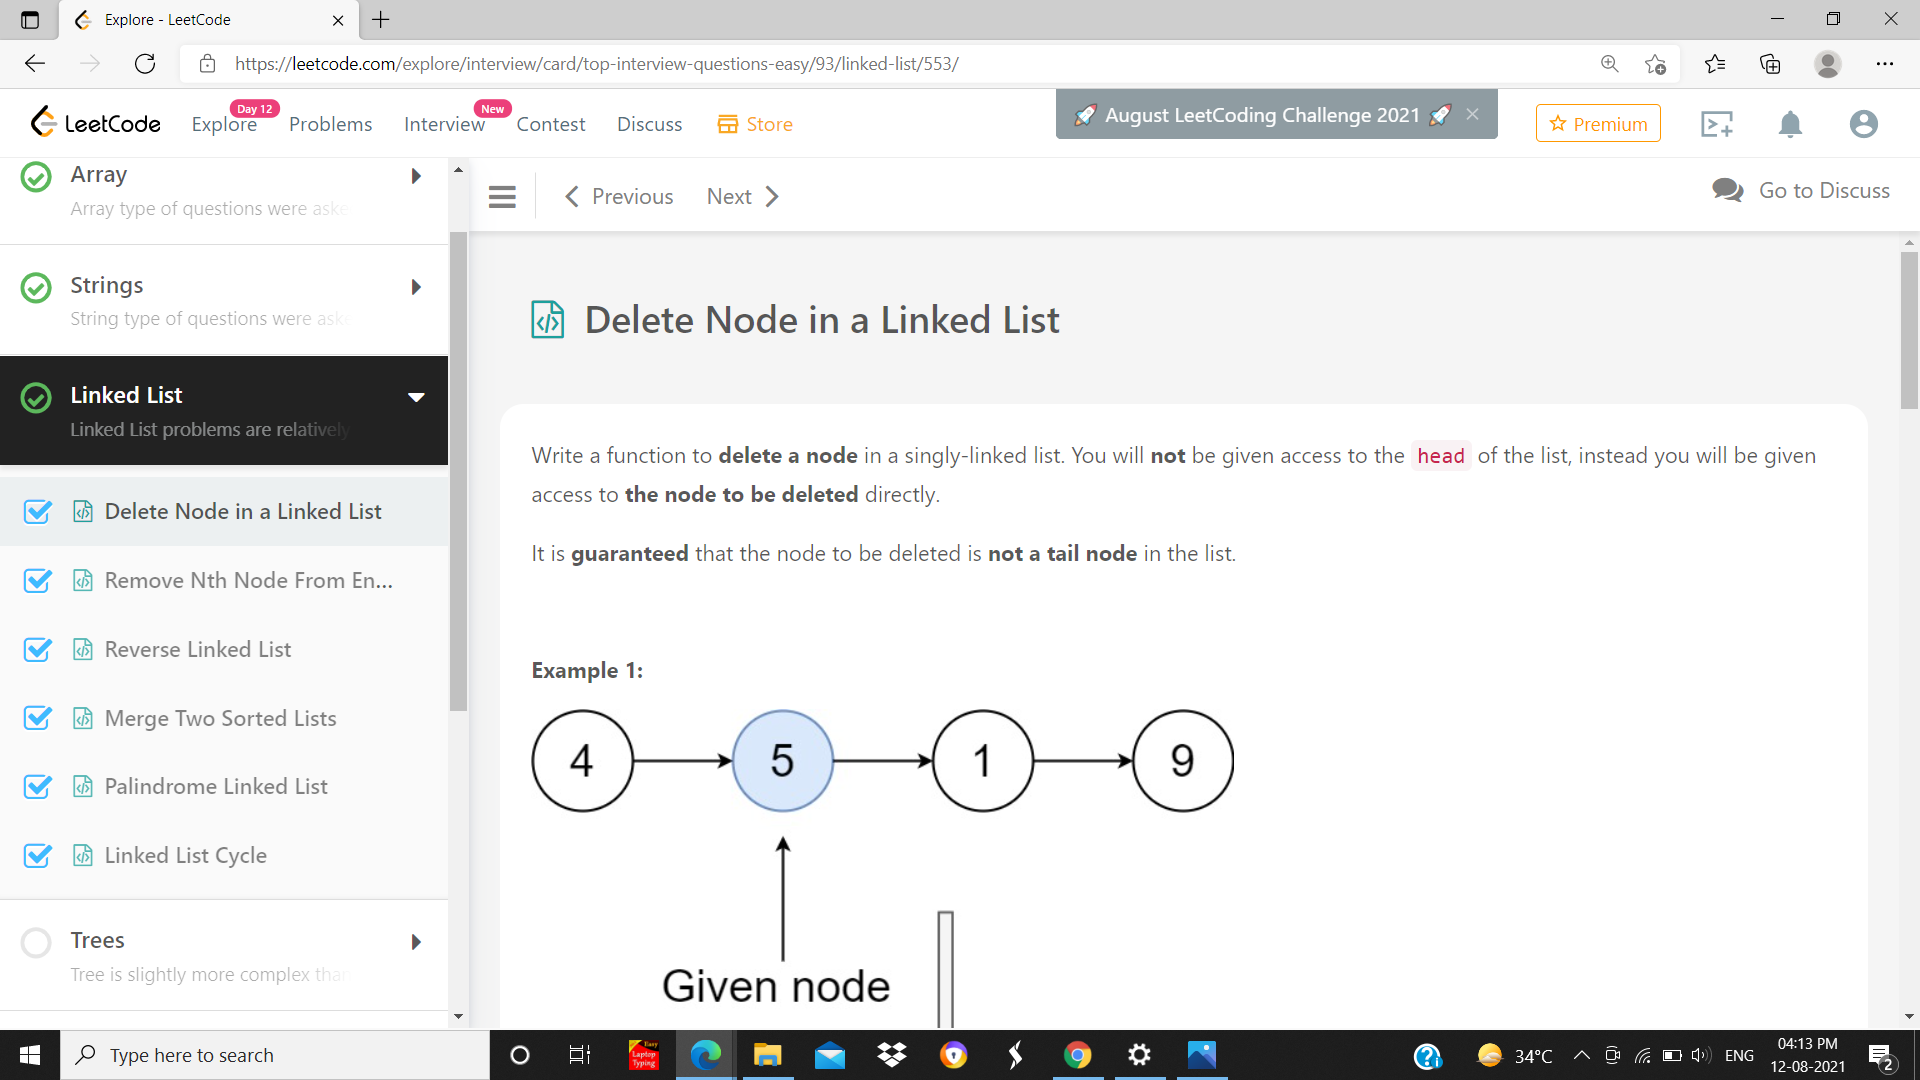 Explore - LeetCode
https://leetcode.com/explore/interview/card/top-interview-questions-easy/93/linked-list/553/
LeetCode
Explore
Day 12
Problems
Interview
New
Contest
Discuss
Store
🚀 August LeetCoding Challenge 2021 🚀
Premium
Array
Array type of questions were aske
Strings
String type of questions were aske
Linked List
Linked List problems are relatively
Delete Node in a Linked List
Remove Nth Node From En...
Reverse Linked List
Merge Two Sorted Lists
Palindrome Linked List
Linked List Cycle
Trees
Tree is slightly more complex than
Previous
Next
Go to Discuss
Delete Node in a Linked List
Write a function to delete a node in a singly-linked list. You will not be given access to the head of the list, instead you will be given
access to the node to be deleted directly.
It is guaranteed that the node to be deleted is not a tail node in the list.
Example 1:
4 5 1 9
Given node
Type here to search
Easy
Laptop
Typing
34°C
ENG
04:13 PM
12-08-2021
2